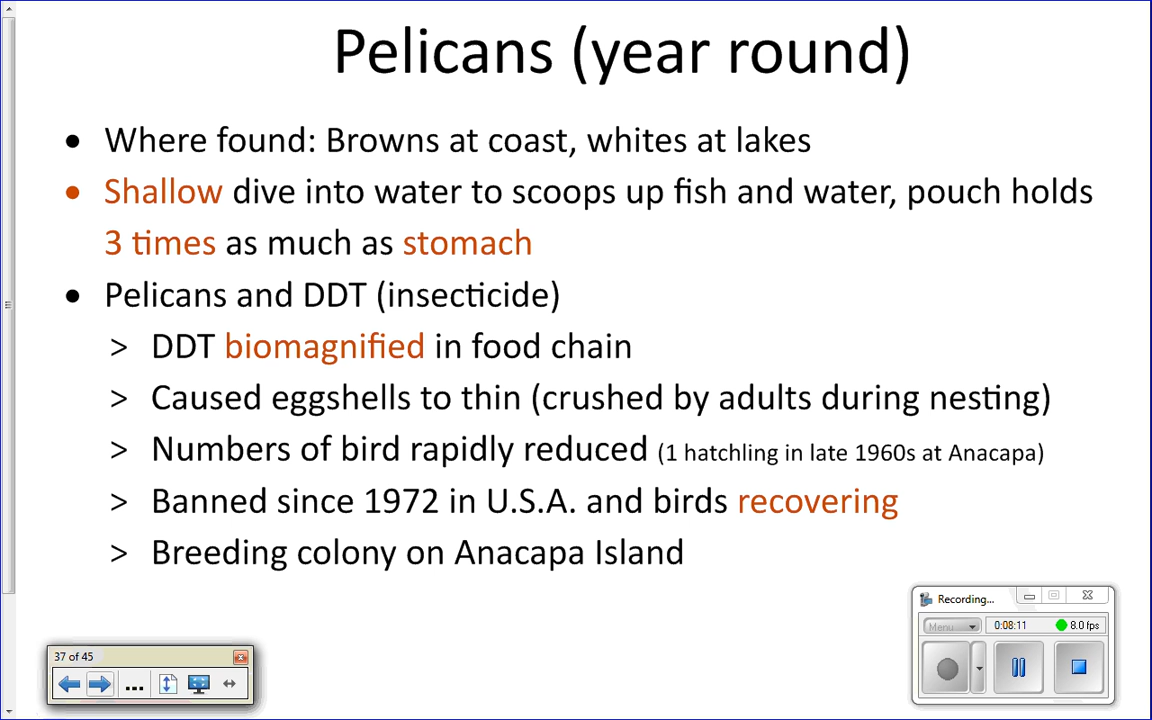 Pelicans (year round)
• Where found: Browns at coast, whites at lakes
• Shallow dive into water to scoops up fish and water, pouch holds
3 times as much as stomach
• Pelicans and DDT (insecticide)
> DDT biomagnified in food chain
> Caused eggshells to thin (crushed by adults during nesting)
> Numbers of bird rapidly reduced (1 hatchling in late 1960s at Anacapa)
> Banned since 1972 in U.S.A. and birds recovering
> Breeding colony on Anacapa Island
Recording...
Menu 0:08:11 8.0 fps
37 of 45
...